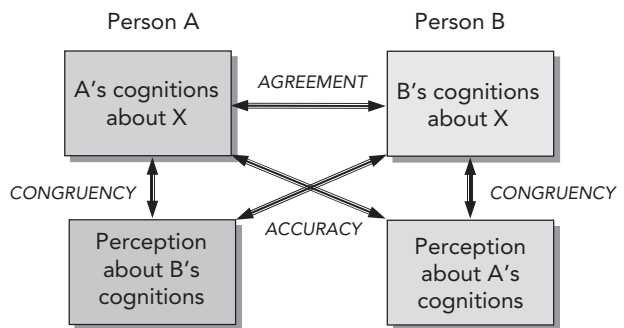 Person A
Person B
A's cognitions
about X
AGREEMENT
B's cognitions
about X
CONGRUENCY
CONGRUENCY
ACCURACY
Perception
about B's
cognitions
Perception
about A's
cognitions